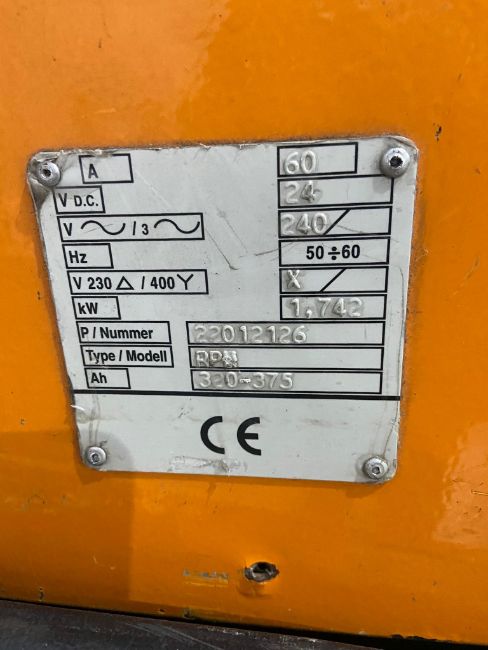 A 60
V D.C. 24
V ~ / 3 ~ 240/
Hz 50÷60
V 230 △ / 400 Y X /
kW 1,742
P / Nummer 22012126
Type / Modell
Ah 320-375
CE